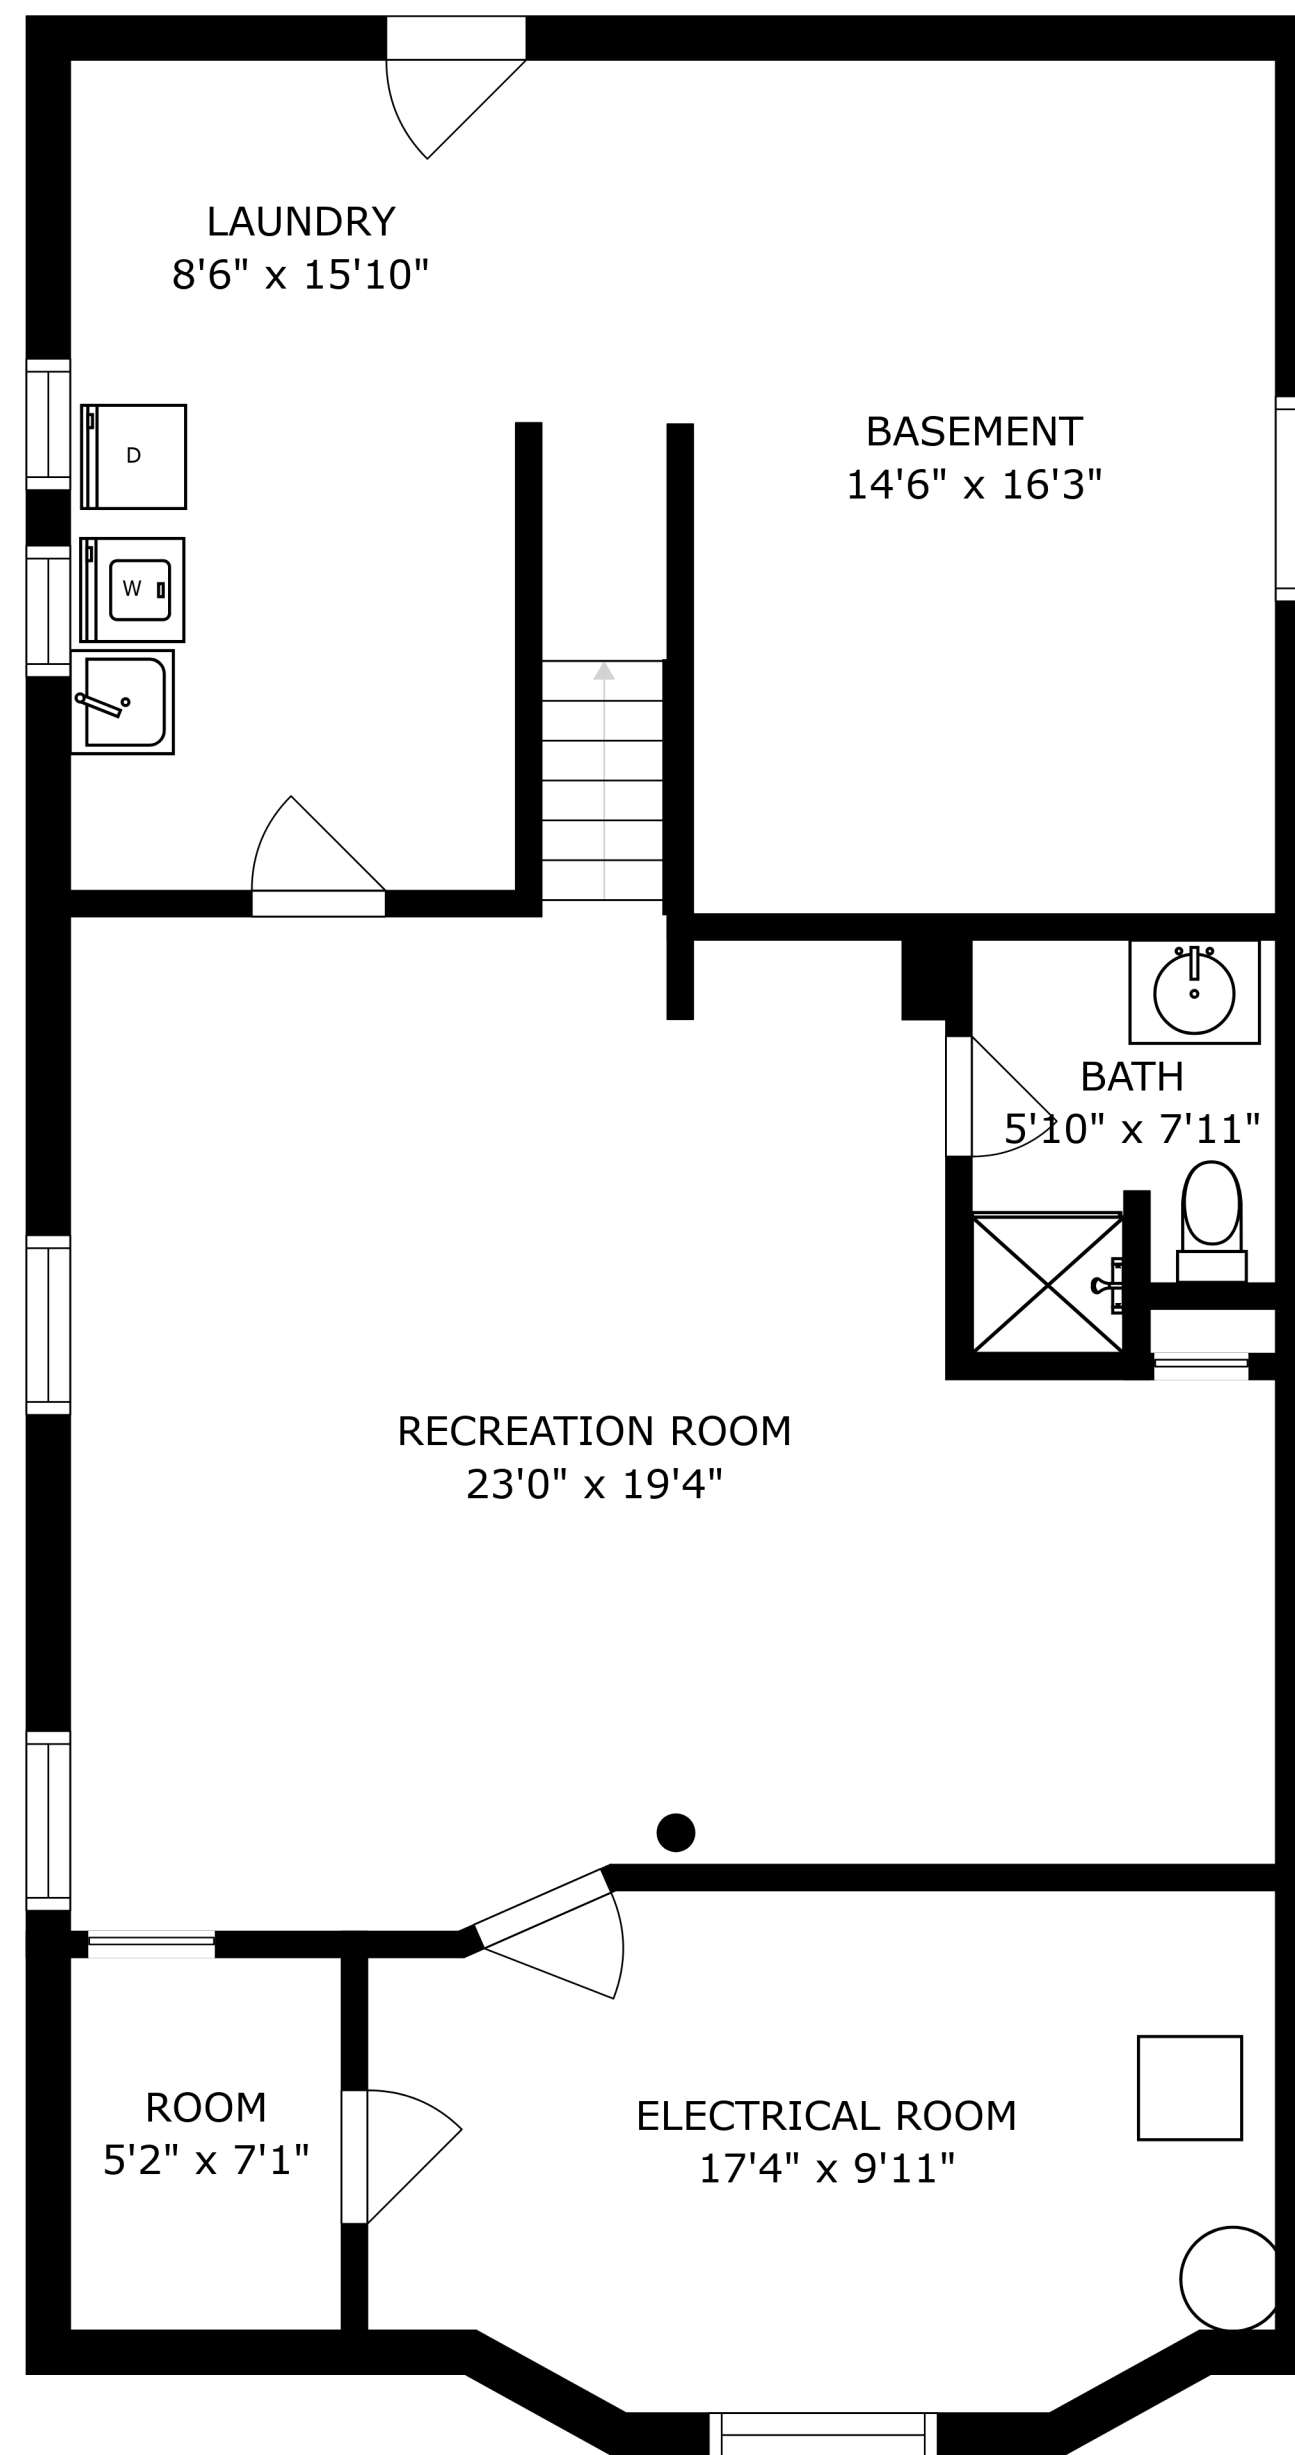 LAUNDRY
8'6" x 15'10"
BASEMENT
14'6" x 16'3"
D
W
BATH
5'10" x 7'11"
RECREATION ROOM
23'0" x 19'4"
ROOM
5'2" x 7'1"
ELECTRICAL ROOM
17'4" x 9'11"